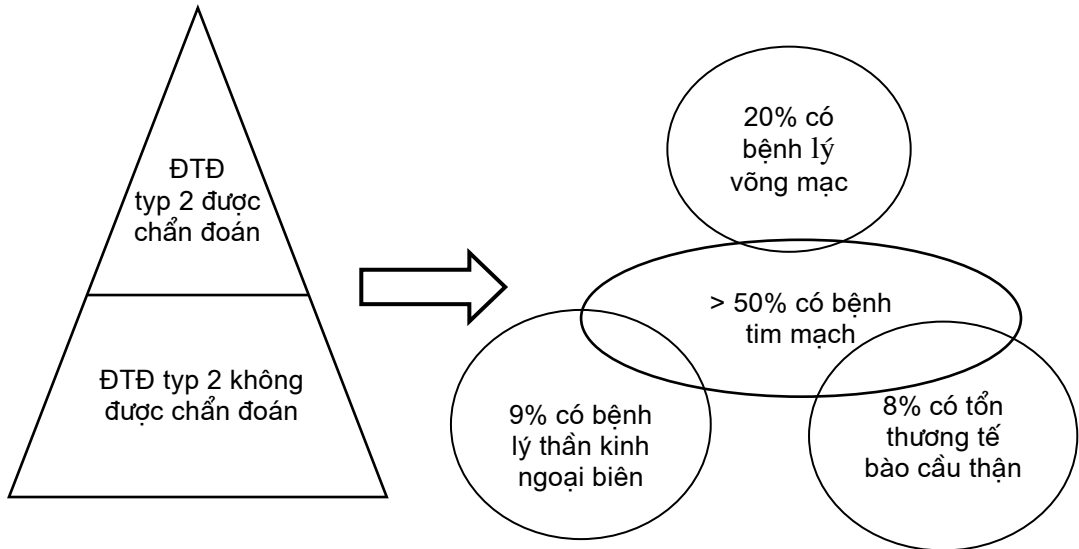 ĐTĐ
typ 2 được
chẩn đoán
ĐTĐ typ 2 không
được chẩn đoán
20% có
bệnh lý
võng mạc
> 50% có bệnh
tim mạch
9% có bệnh
lý thần kinh
ngoại biên
8% có tổn
thương tế
bào cầu thận